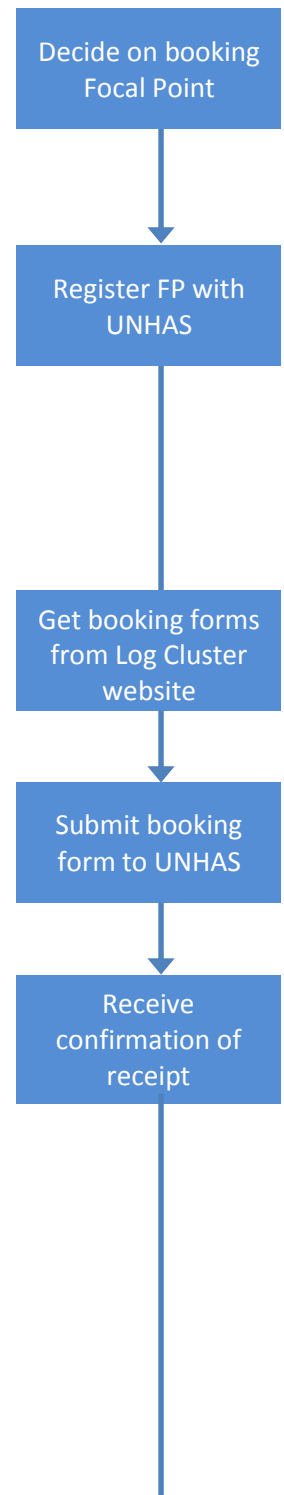 Decide on booking
Focal Point
Register FP with
UNHAS
Get booking forms
from Log Cluster
website
Submit booking
form to UNHAS
Receive
confirmation of
receipt